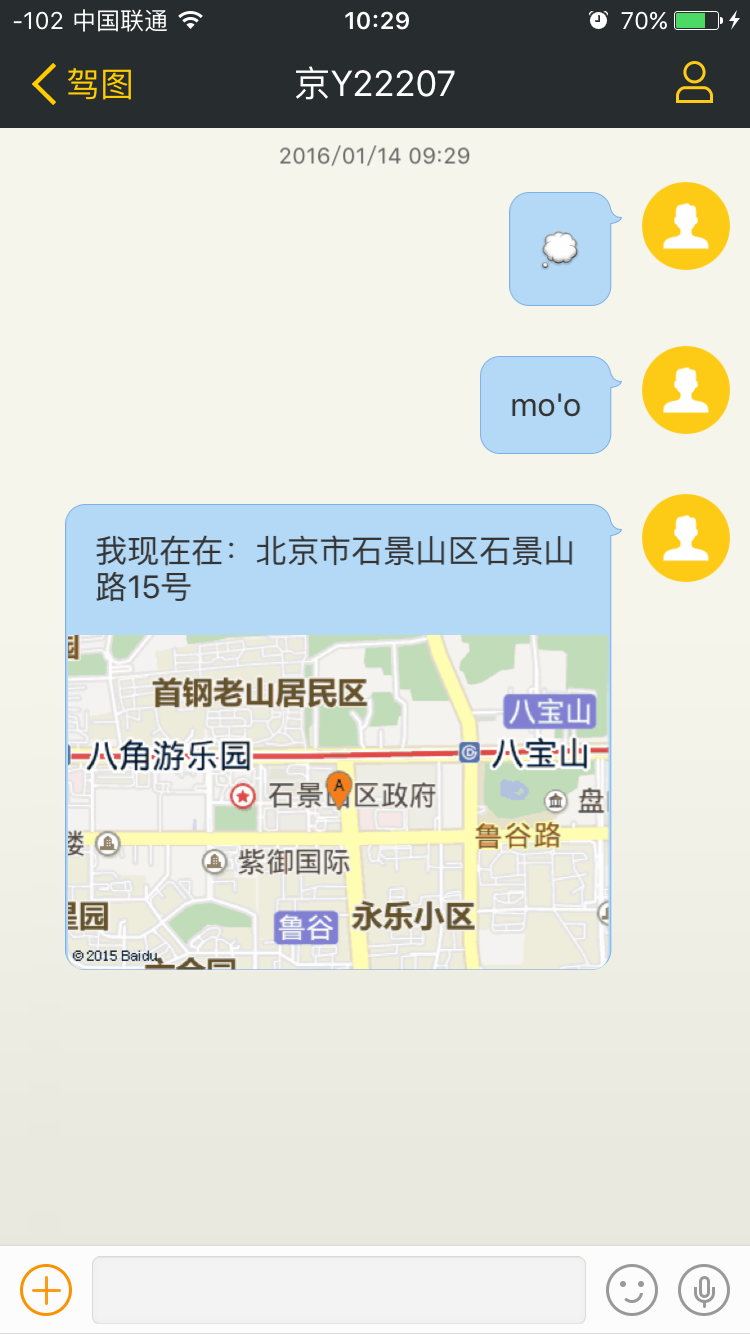 -102 中国联通 10:29 70%
驾图 京Y22207
2016/01/14 09:29
mo'o
我现在在：北京市石景山区石景山
路15号
首钢老山居民区
八宝山
八角游乐园
八宝山
A
石景山区政府
盘
鲁谷路
楼
紫御国际
永乐小区
鲁谷
星园
© 2015 Baidu
六合园